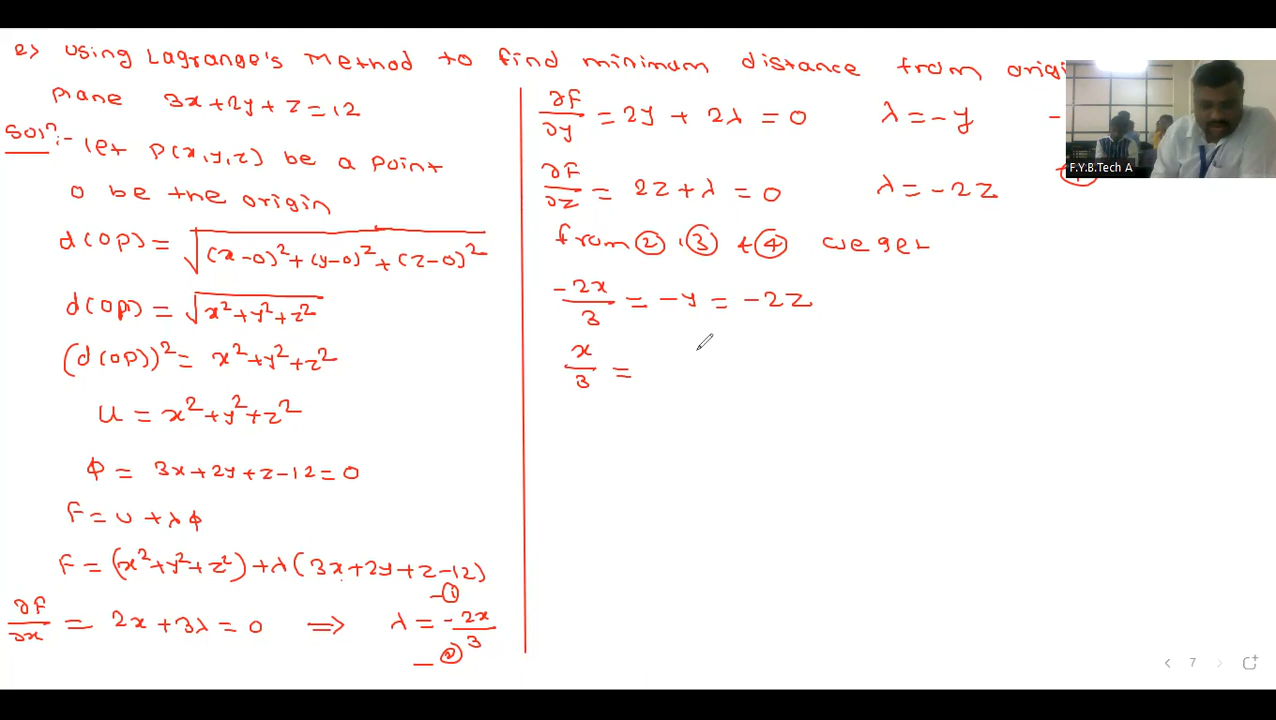 2> Using Lagrange's Method to find minimum distance from origi
plane 3x+2y+z=12
Sol?:- let P(x,y,z) be a point
O be the origin
d(OP) = √(x-0)²+(y-0)²+(z-0)²
d(OP) = √x²+y²+z²
(d(OP))² = x²+y²+z²
U = x²+y²+z²
Φ = 3x+2y+z-12=0
F = U+λΦ
F = (x²+y²+z²)+λ(3x+2y+z-12)
-①
∂F/∂x = 2x+3λ=0 ⇒ λ = -2x/3
-②
∂F/∂y = 2y + 2λ = 0 λ = -y -
∂F/∂z = 2z+λ = 0 λ = -2z
from ②,③ & ④ we get
-2x/3 = -y = -2z
x/3 =
F.Y.B.Tech A
7